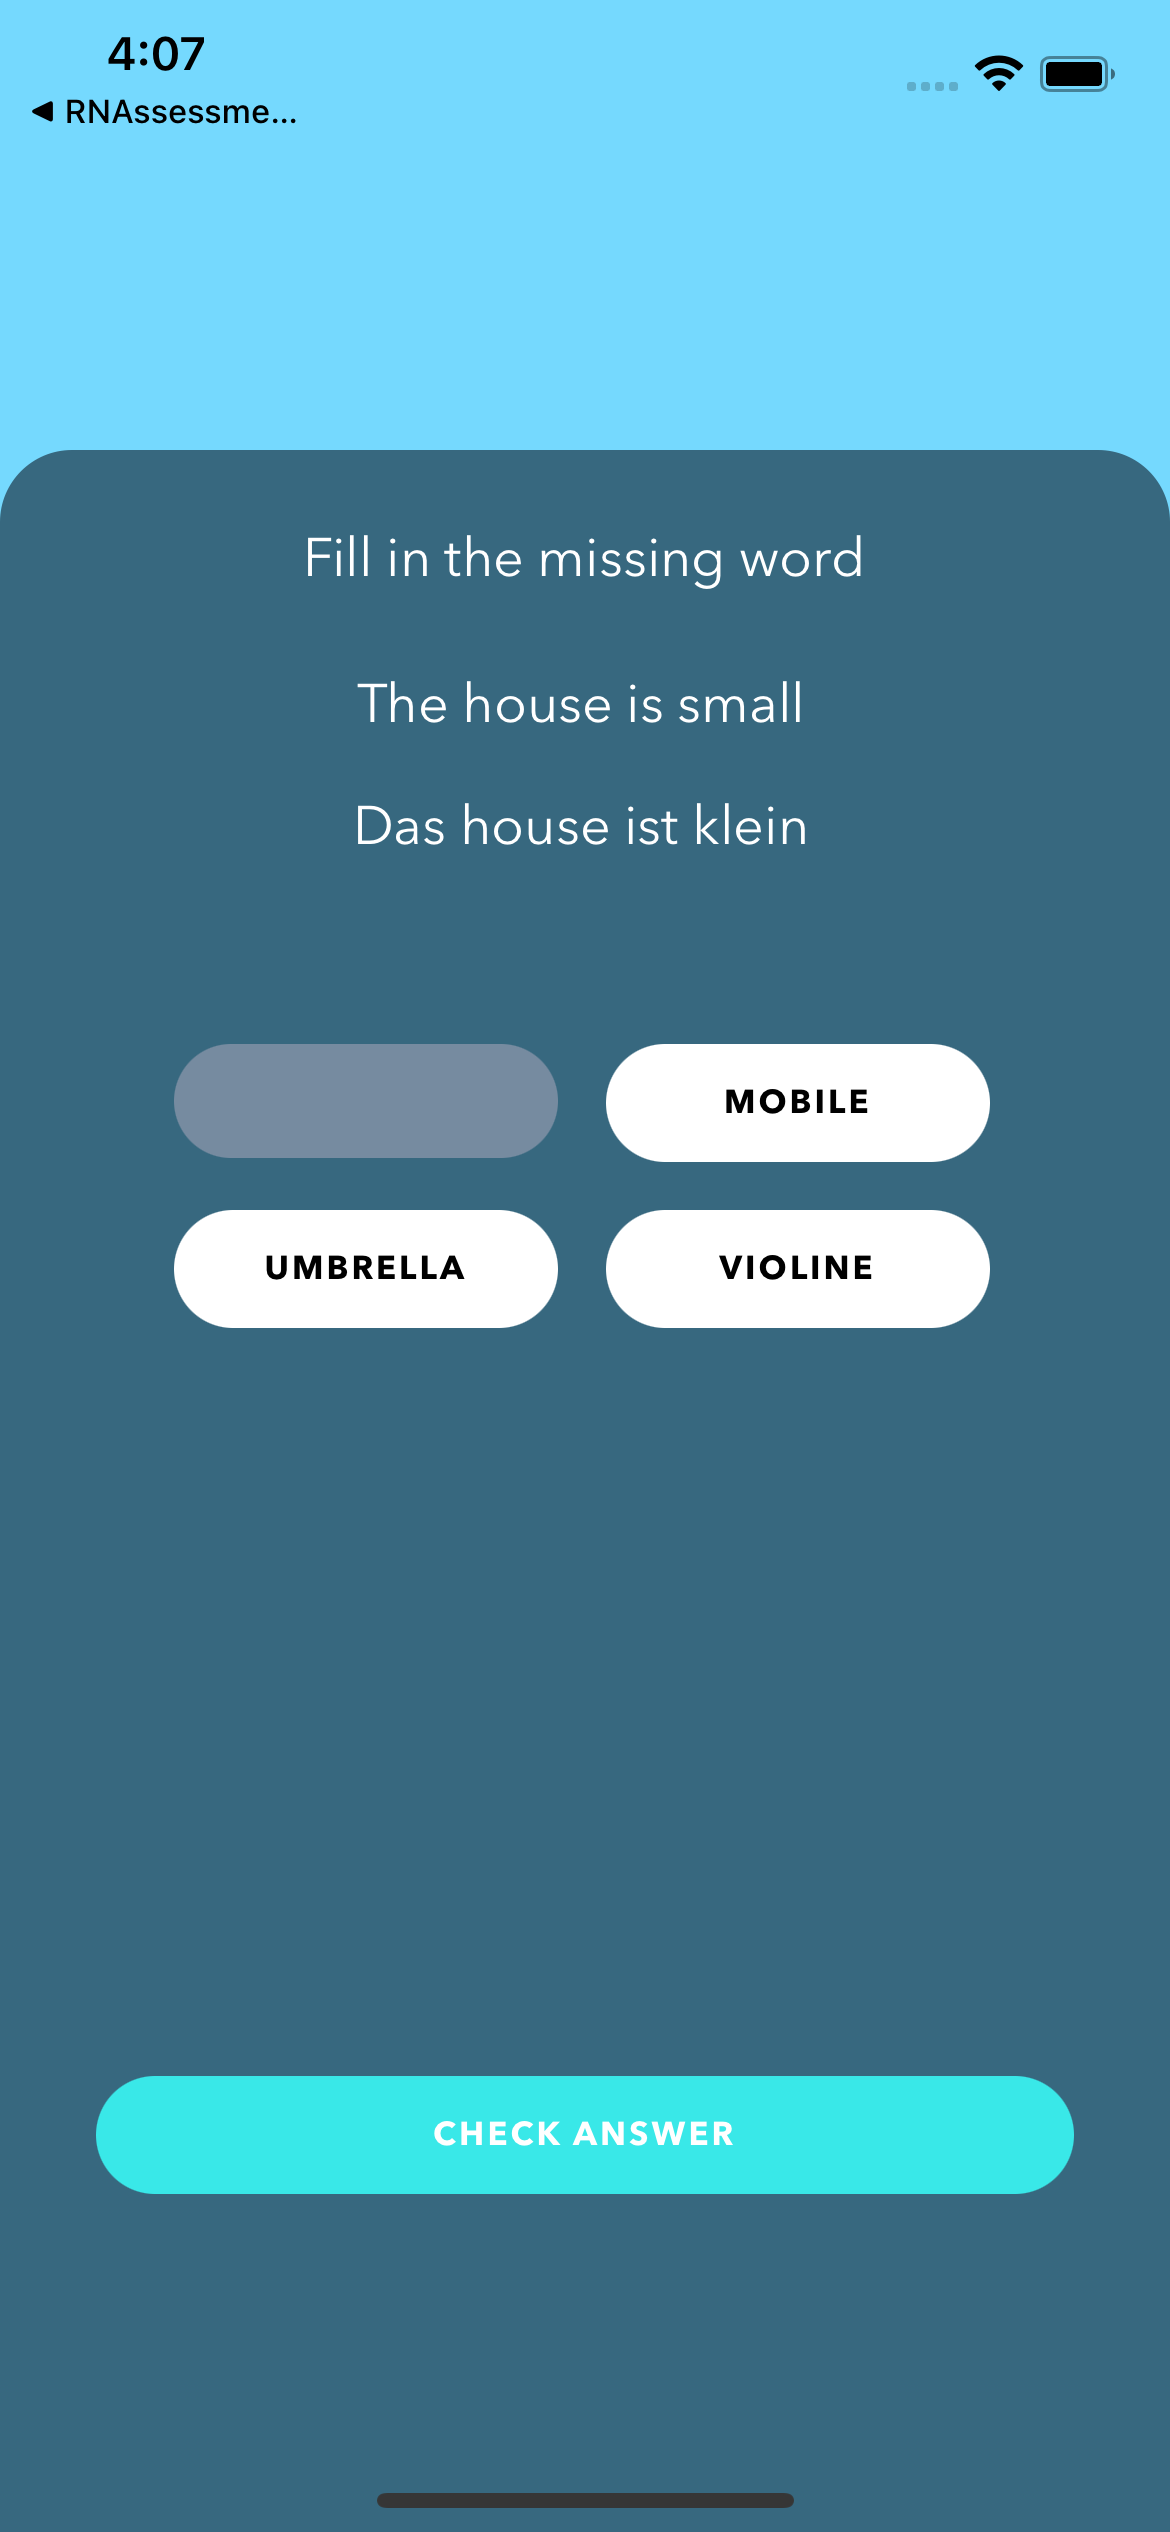 4:07
RNAssessme...
Fill in the missing word
The house is small
Das house ist klein
MOBILE
UMBRELLA
VIOLINE
CHECK ANSWER